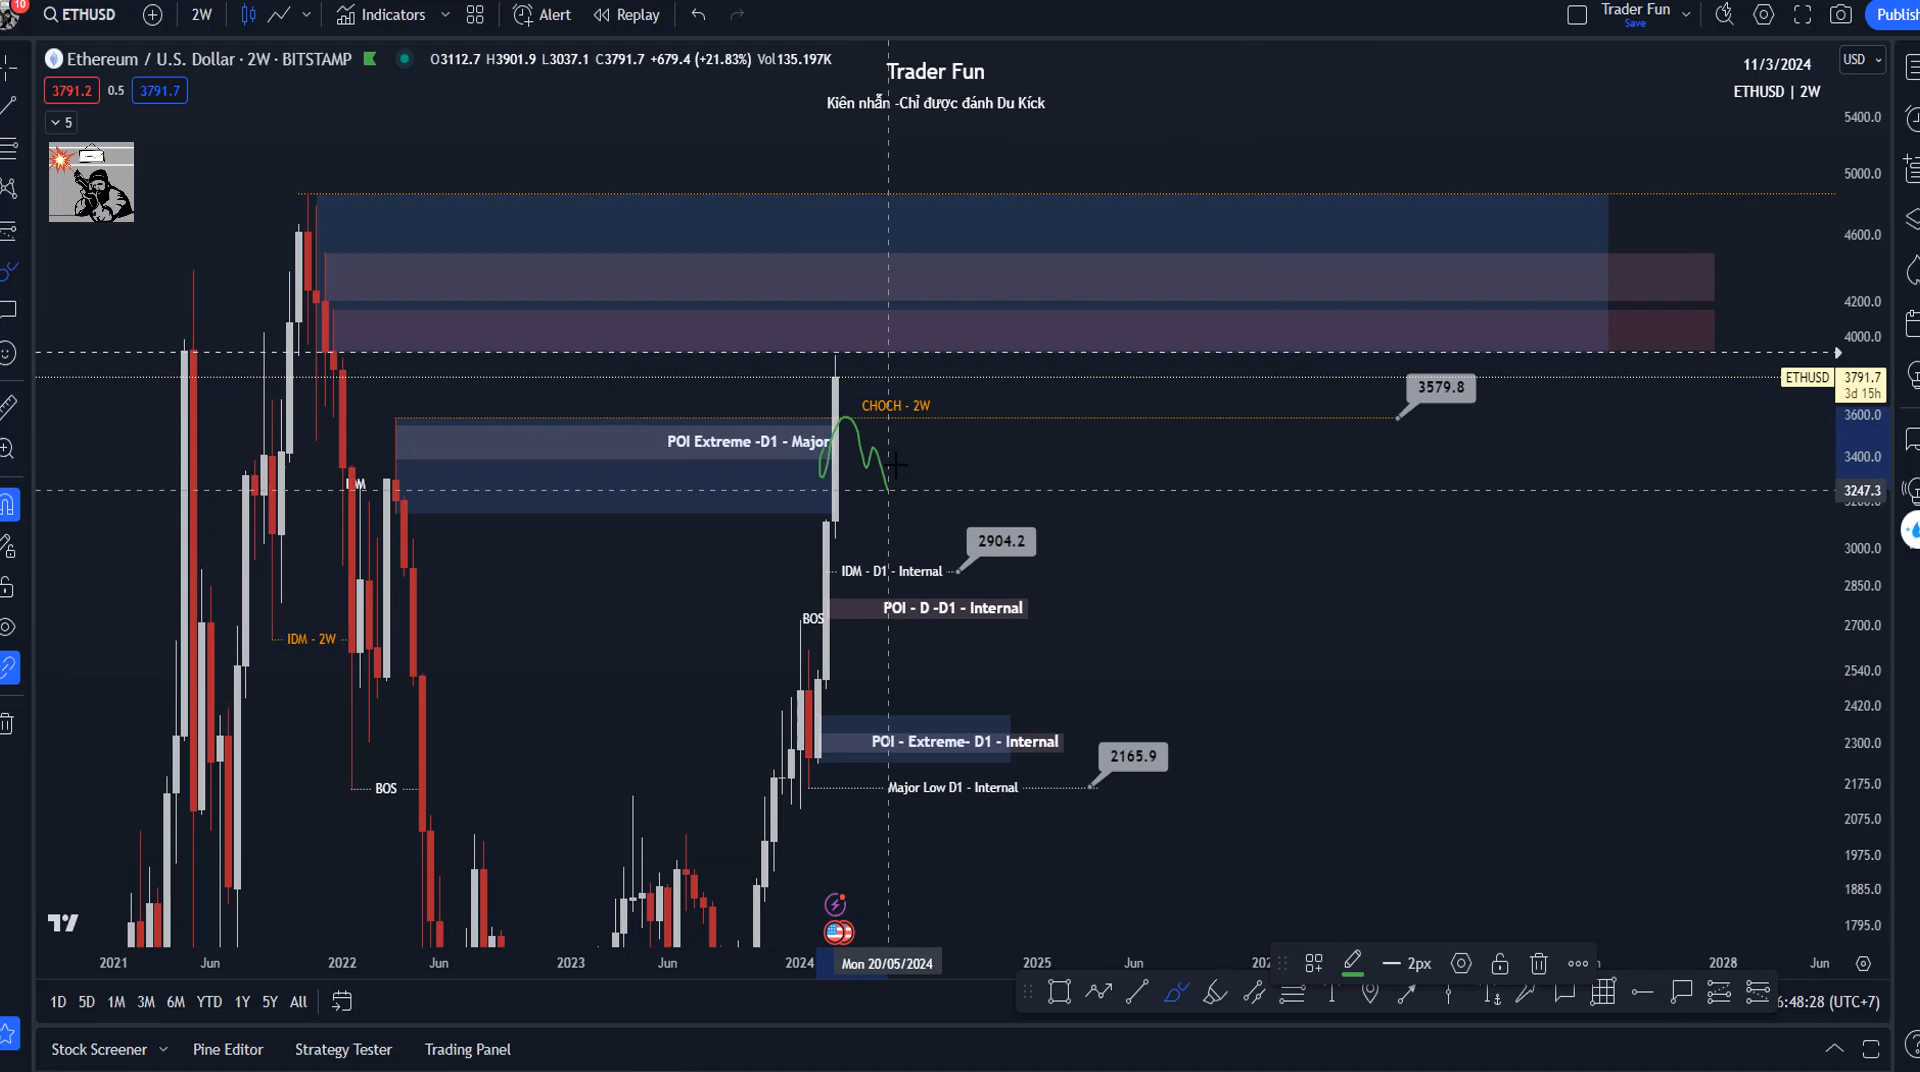 10
ETHUSD
2W
Indicators
Alert
Replay
Trader Fun
Save
Publish
Ethereum / U.S. Dollar · 2W · BITSTAMP
O3112.7 H3901.9 L3037.1 C3791.7 +679.4 (+21.83%) Vol135.197K
3791.2
0.5
3791.7
5
Trader Fun
Kiên nhẫn -Chỉ được đánh Du Kích
11/3/2024
ETHUSD | 2W
USD
5400.0
5000.0
4600.0
4200.0
4000.0
ETHUSD
3791.7
3d 15h
3600.0
3400.0
3247.3
3000.0
2850.0
2700.0
2540.0
2420.0
2300.0
2175.0
2075.0
1975.0
1885.0
1795.0
3579.8
CHOCH - 2W
POI Extreme -D1 - Major
IDM
2904.2
IDM - D1 - Internal
POI - D -D1 - Internal
BOS
IDM - 2W
POI - Extreme- D1 - Internal
2165.9
Major Low D1 - Internal
BOS
2021
Jun
2022
Jun
2023
Jun
2024
Mon 20/05/2024
2025
Jun
2028
Jun
2px
1D
5D
1M
3M
6M
YTD
1Y
5Y
All
6:48:28 (UTC+7)
Stock Screener
Pine Editor
Strategy Tester
Trading Panel